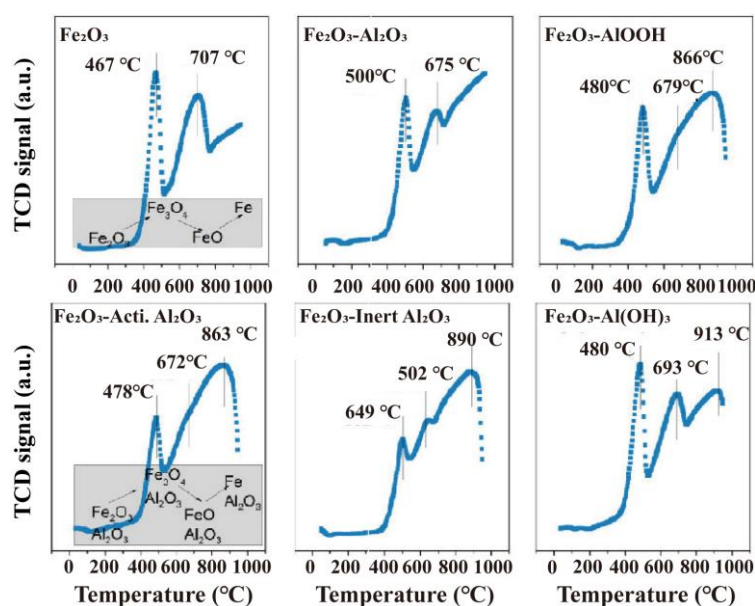 Fe₂O₃
467 °C
707 °C
Fe₃O₄
Fe
Fe₂O₃
FeO
Fe₂O₃-Al₂O₃
500°C
675 °C
Fe₂O₃-AlOOH
480°C
679°C
866°C
TCD signal (a.u.)
0 200 400 600 800 1000
0 200 400 600 800 1000
0 200 400 600 800 1000
Fe₂O₃-Acti. Al₂O₃
478°C
672°C
863 °C
Fe₃O₄
Al₂O₃
Fe
Al₂O₃
Fe₂O₃
Al₂O₃
FeO
Al₂O₃
Fe₂O₃-Inert Al₂O₃
649 °C
502 °C
890 °C
Fe₂O₃-Al(OH)₃
480 °C
693 °C
913 °C
TCD signal (a.u.)
0 200 400 600 800 1000
0 200 400 600 800 1000
0 200 400 600 800 1000
Temperature (°C)
Temperature (°C)
Temperature (°C)